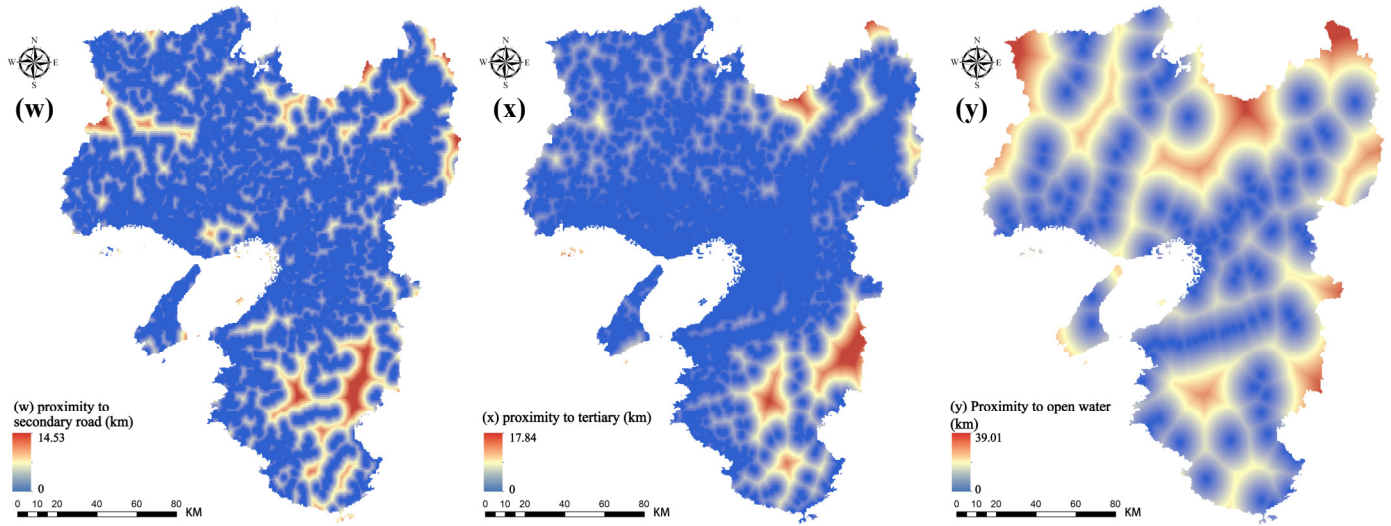 N
W E
S
(w)
(w) proximity to
secondary road (km)
14.53
0
0 10 20 40 60 80
KM
N
W E
S
(x)
(x) proximity to tertiary (km)
17.84
0
0 10 20 40 60 80
KM
N
W E
S
(y)
(y) Proximity to open water
(km)
39.01
0
0 10 20 40 60 80
KM